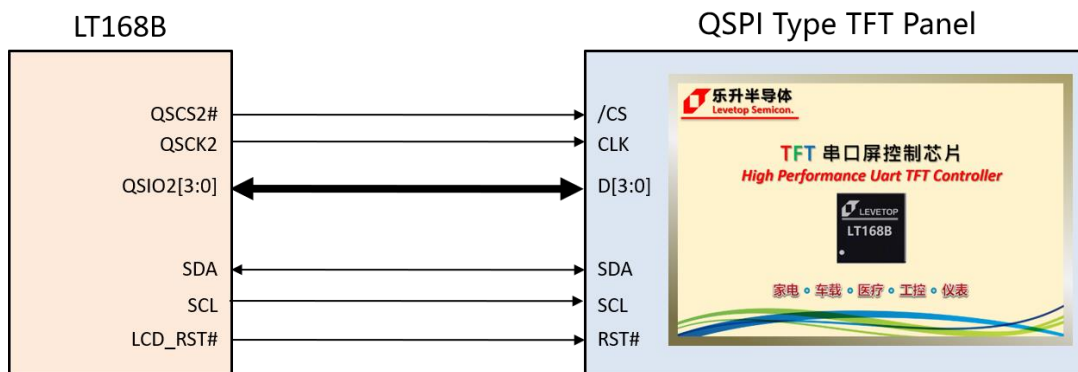 LT168B
QSPI Type TFT Panel
QSCS2#
/CS
QSCK2
CLK
QSIO2[3:0]
D[3:0]
SDA
SDA
SCL
SCL
LCD_RST#
RST#
乐升半导体
Levetop Semicon.
TFT 串口屏控制芯片
High Performance Uart TFT Controller
LEVETOP
LT168B
家电 • 车载 • 医疗 • 工控 • 仪表